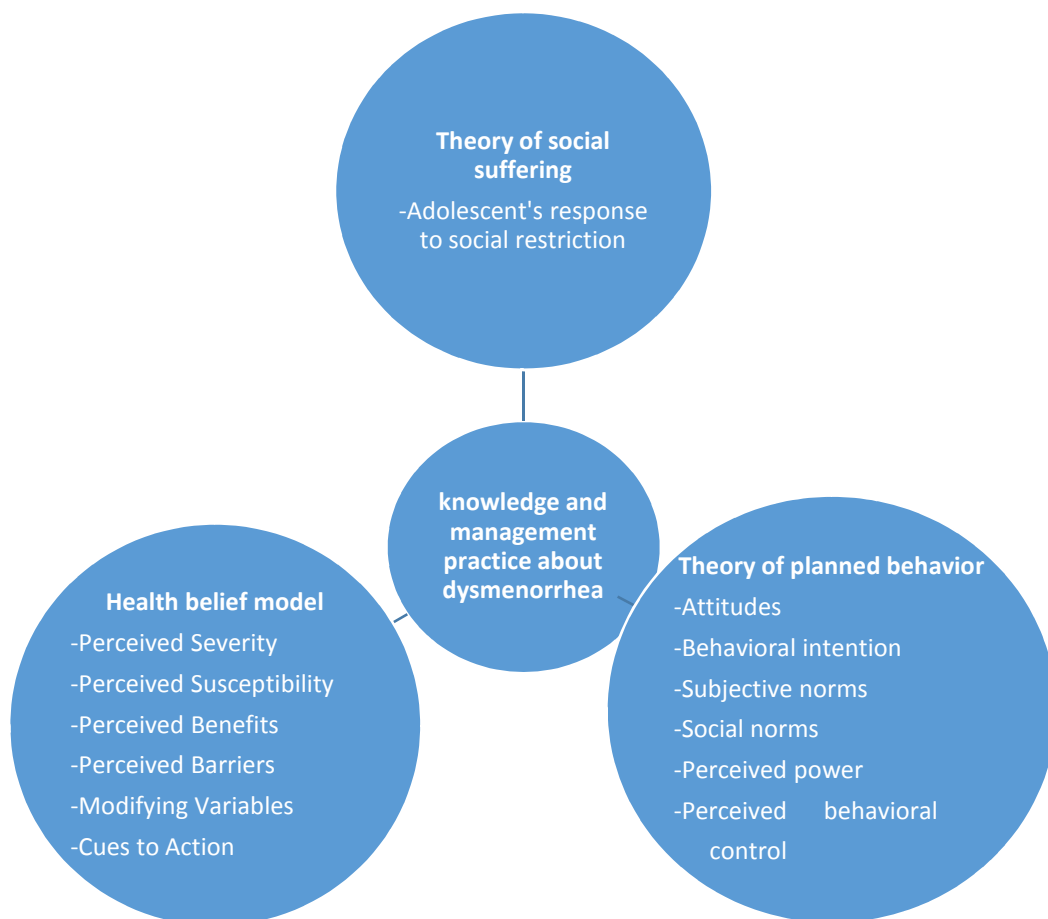 Theory of social
suffering
-Adolescent's response
to social restriction
knowledge and
management
practice about
dysmenorrhea
Health belief model
-Perceived Severity
-Perceived Susceptibility
-Perceived Benefits
-Perceived Barriers
-Modifying Variables
-Cues to Action
Theory of planned behavior
-Attitudes
-Behavioral intention
-Subjective norms
-Social norms
-Perceived power
-Perceived behavioral
control